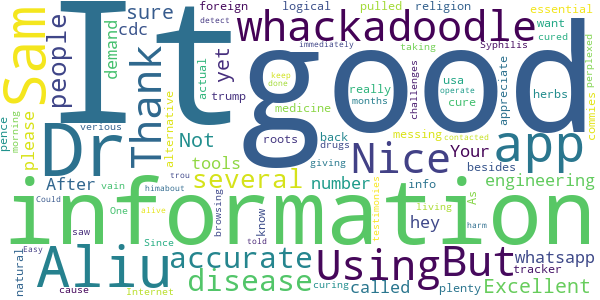 foreign logical pulled religion
detect essential
sure whackadoodle want
cdc immediately taking cured
Sam people demand It good Syphilis perplexed
yet actual really cure usa
trump months challenges appreciate herbs
Dr Thank medicine keep done operate commies
pence please alternative Not roots back messing contacted
morning verious Nice drugs Your app
After tools giving besides
several number info engineering
information
One vain himabout trou As
Could alive browsing know hey living testimonies
Since told harm
natural saw Aliu accurate Using But whatsapp
Easy disease called plenty tracker
cause Internet curing Excellent